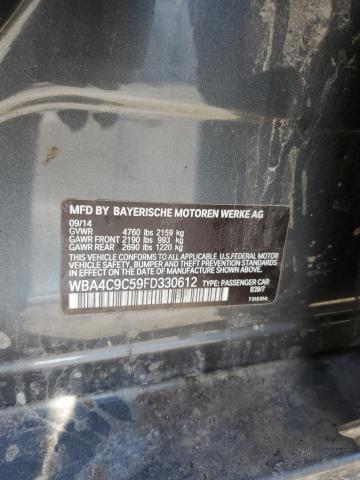 MFD BY BAYERISCHE MOTOREN WERKE AG
09/14
GVWR 4760 lbs 2159 kg
GAWR FRONT 2190 lbs 993 kg
GAWR REAR 2690 lbs 1220 kg
THIS VEHICLE CONFORMS TO ALL APPLICABLE U.S.FEDERAL MOTOR
VEHICLE SAFETY, BUMPER, AND THEFT PREVENTION STANDARDS
IN EFFECT ON THE DATE OF MANUFACTURE SHOWN ABOVE.
WBA4C9C59FD330612 TYPE: PASSENGER CAR